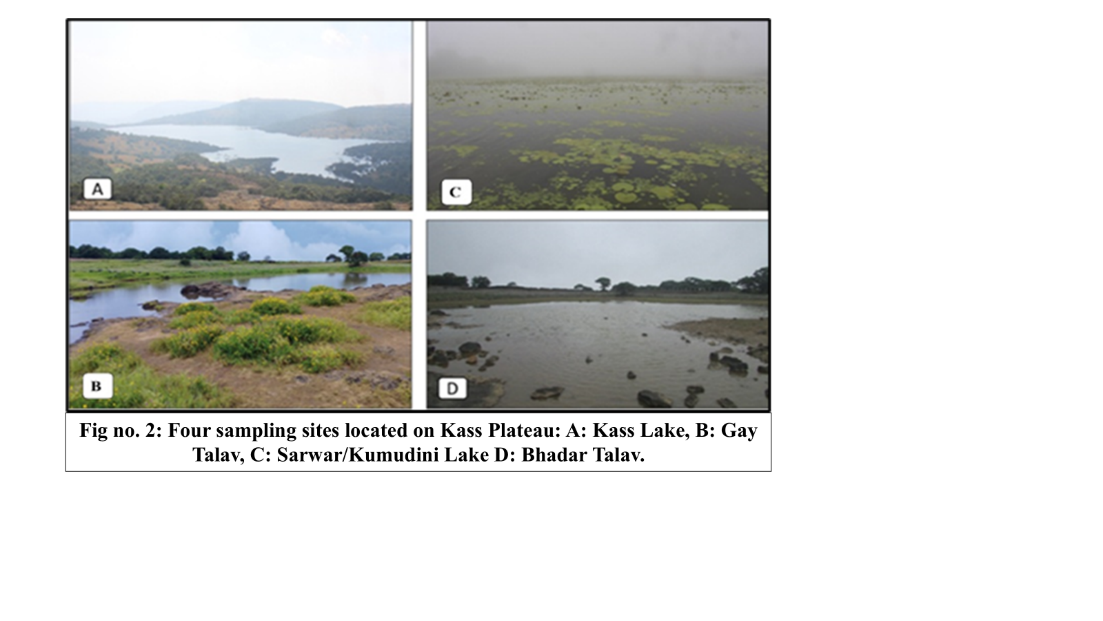 A
C
B
D
Fig no. 2: Four sampling sites located on Kass Plateau: A: Kass Lake, B: Gay
Talav, C: Sarwar/Kumudini Lake D: Bhadar Talav.